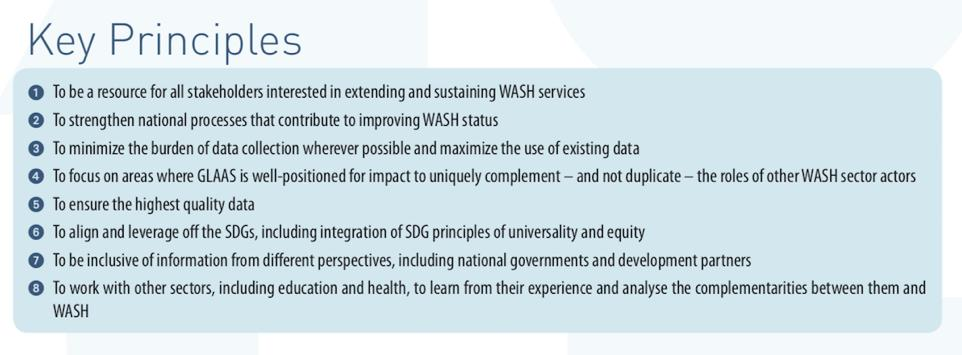 Key Principles
1 To be a resource for all stakeholders interested in extending and sustaining WASH services
2 To strengthen national processes that contribute to improving WASH status
3 To minimize the burden of data collection wherever possible and maximize the use of existing data
4 To focus on areas where GLAAS is well-positioned for impact to uniquely complement – and not duplicate – the roles of other WASH sector actors
5 To ensure the highest quality data
6 To align and leverage off the SDGs, including integration of SDG principles of universality and equity
7 To be inclusive of information from different perspectives, including national governments and development partners
8 To work with other sectors, including education and health, to learn from their experience and analyse the complementarities between them and
WASH